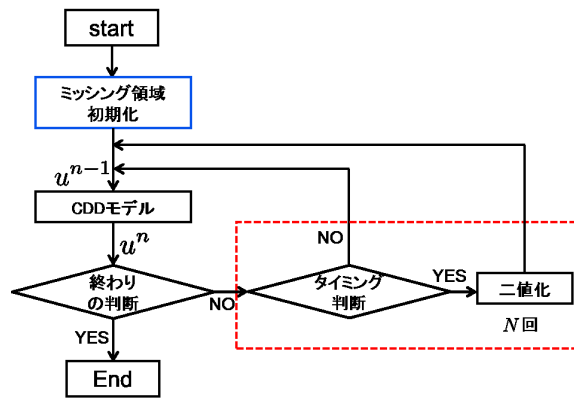 start
ミッシング領域
初期化
u^{n-1}
CDDモデル
u^n
終わり
の判断
NO
YES
End
タイミング
判断
NO
YES
二値化
N回